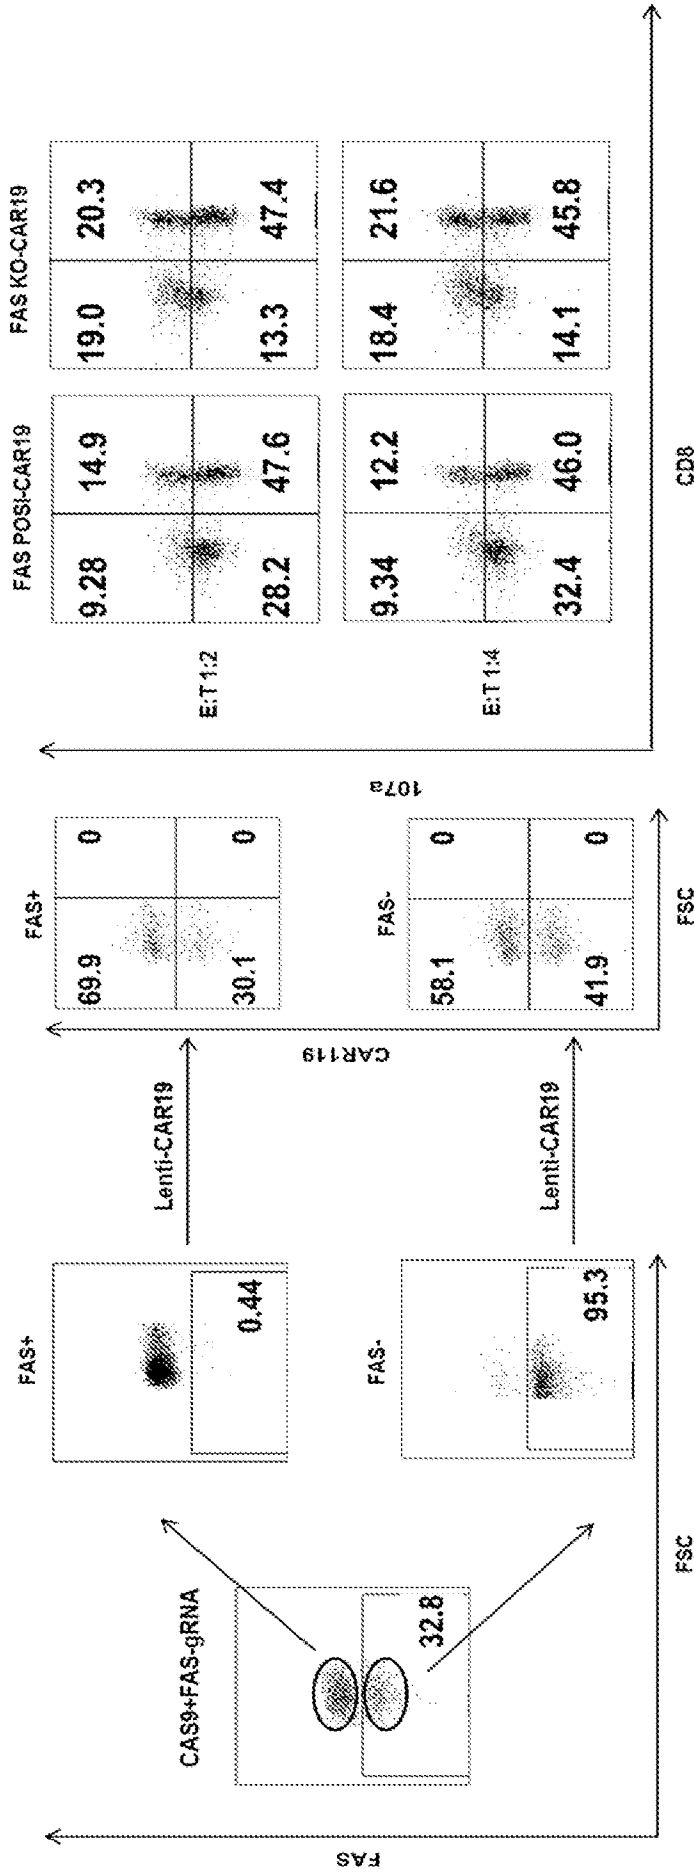 CAS9+FAS-gRNA
32.8
FAS
FSC
FAS+
0.44
FAS-
95.3
Lenti-CAR19
Lenti-CAR19
CAR119
FAS+
69.9
0
30.1
0
FAS-
58.1
0
41.9
0
FSC
107a
FAS POSI-CAR19
FAS KO-CAR19
E:T 1:2
9.28
14.9
28.2
47.6
19.0
20.3
13.3
47.4
E:T 1:4
9.34
12.2
32.4
46.0
18.4
21.6
14.1
45.8
CD8